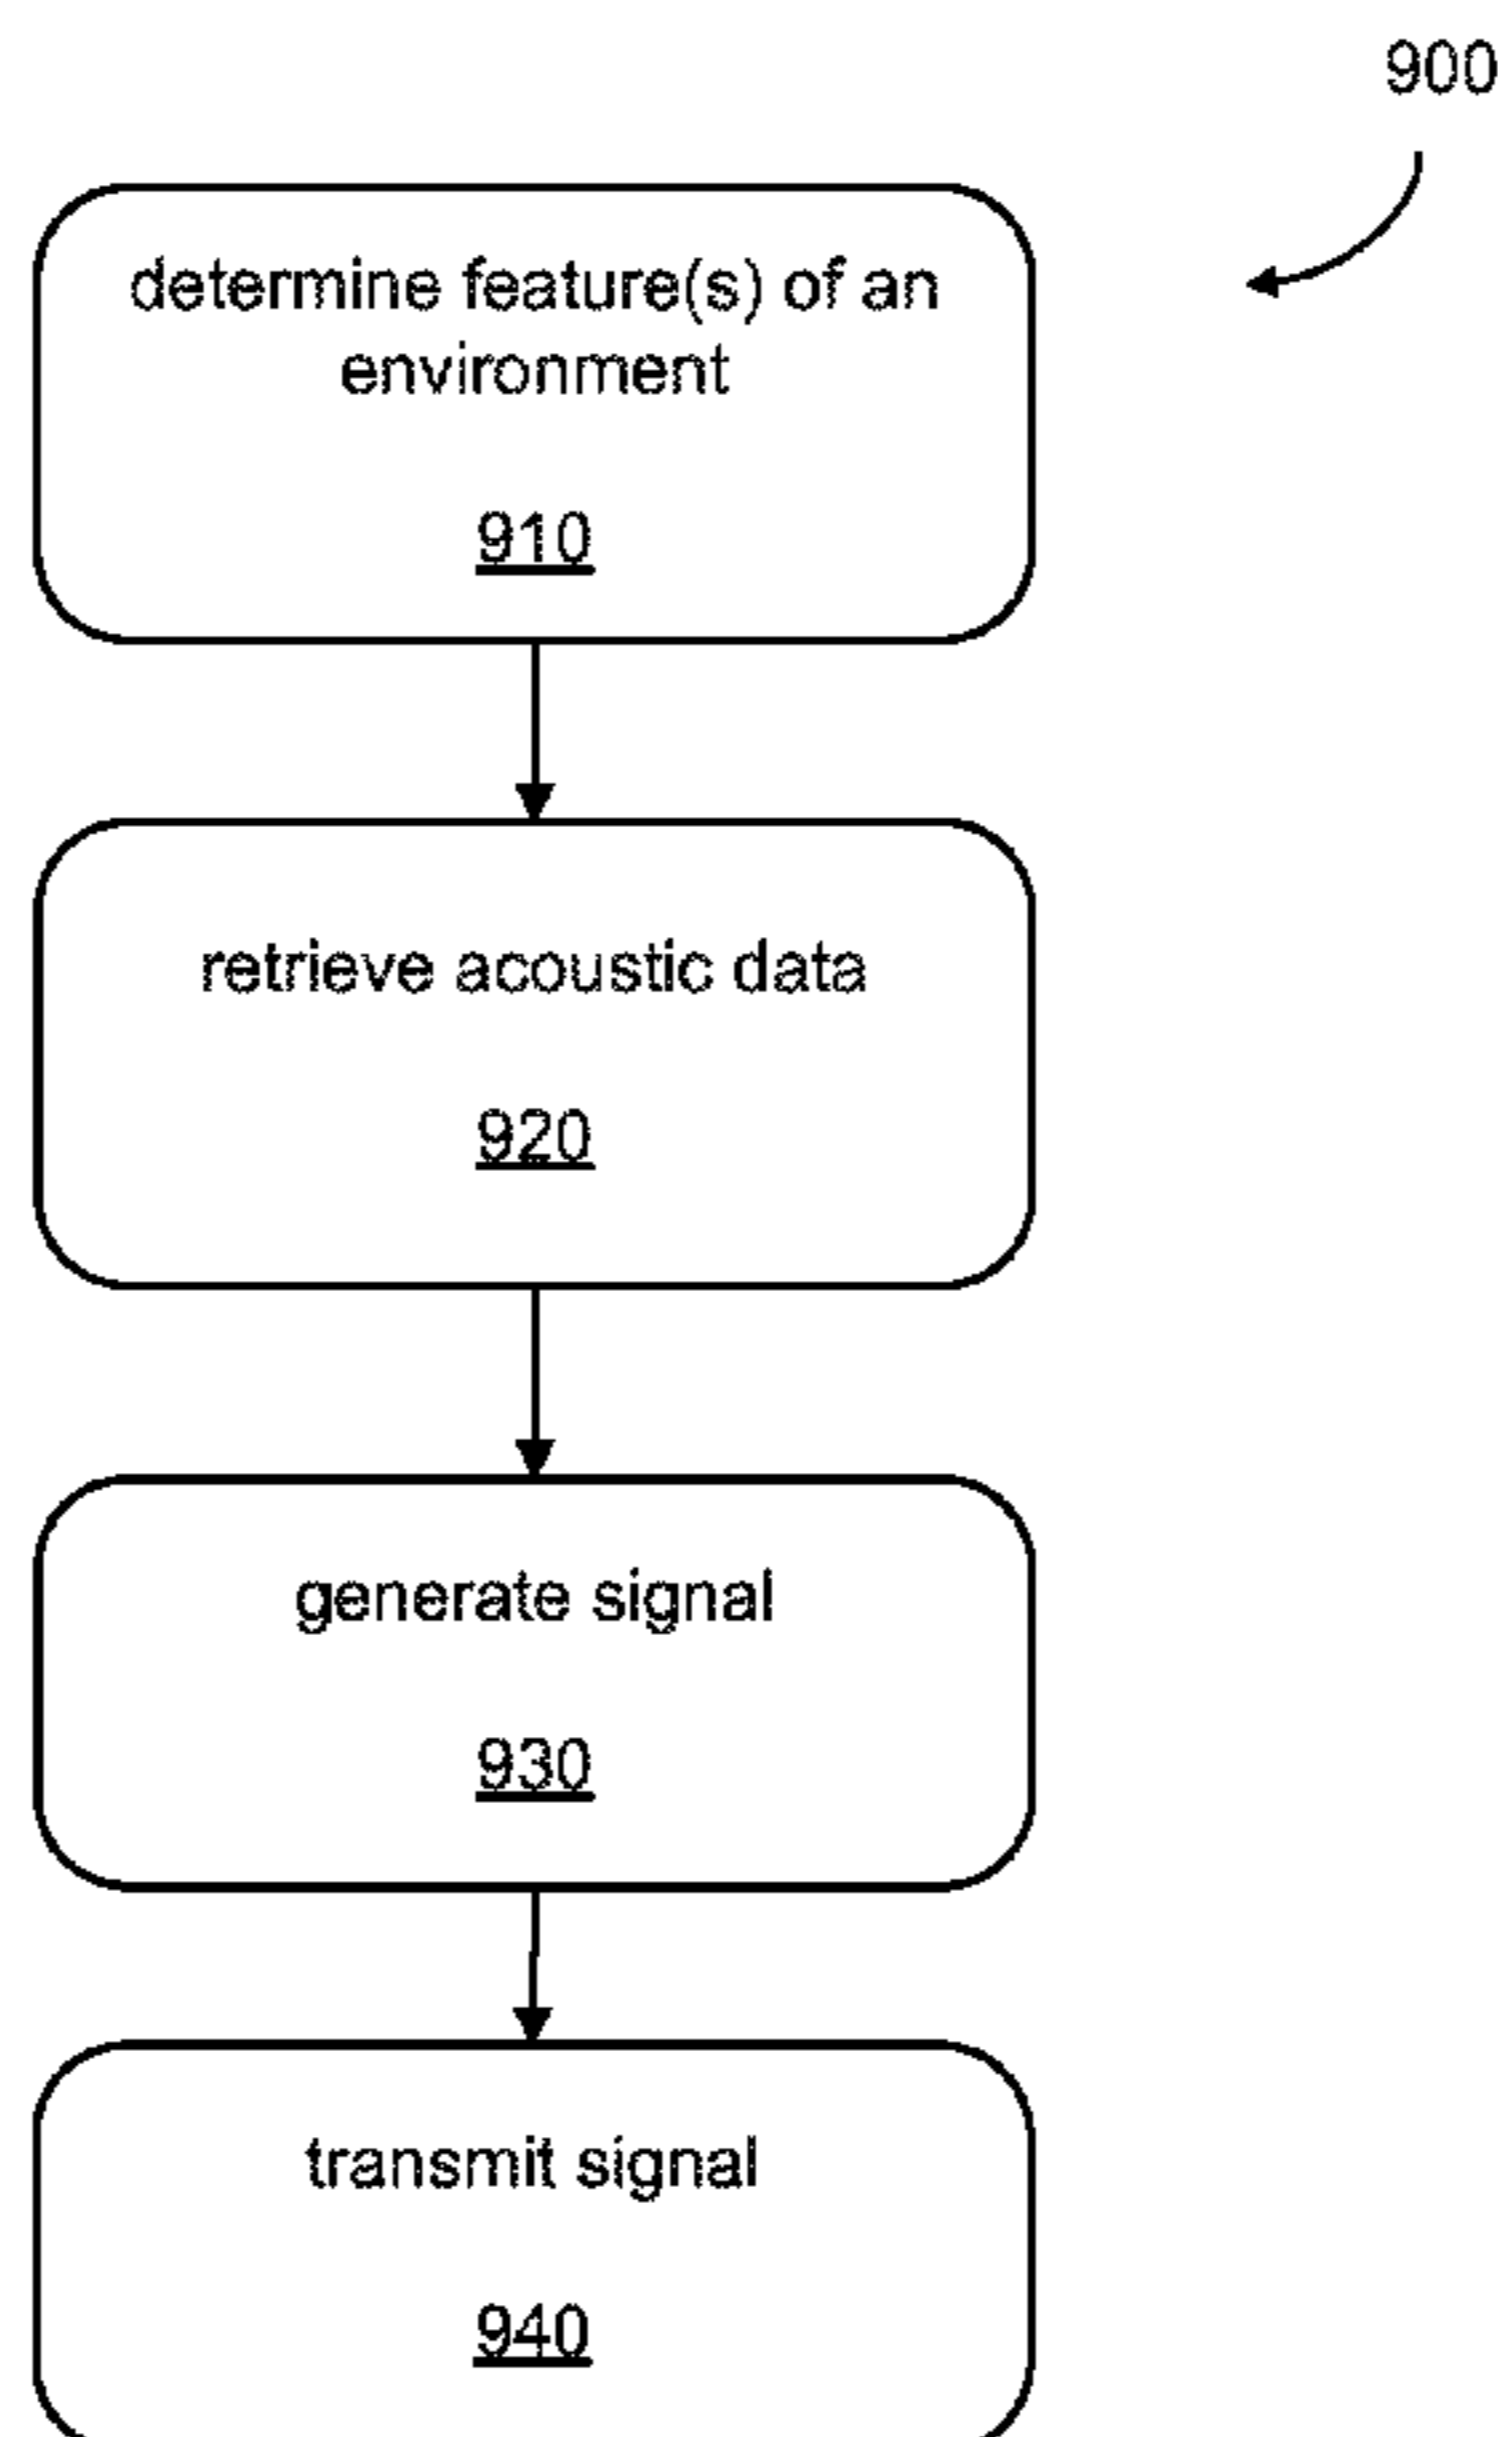 900
determine feature(s) of an
environment
910
retrieve acoustic data
920
generate signal
930
transmit signal
940